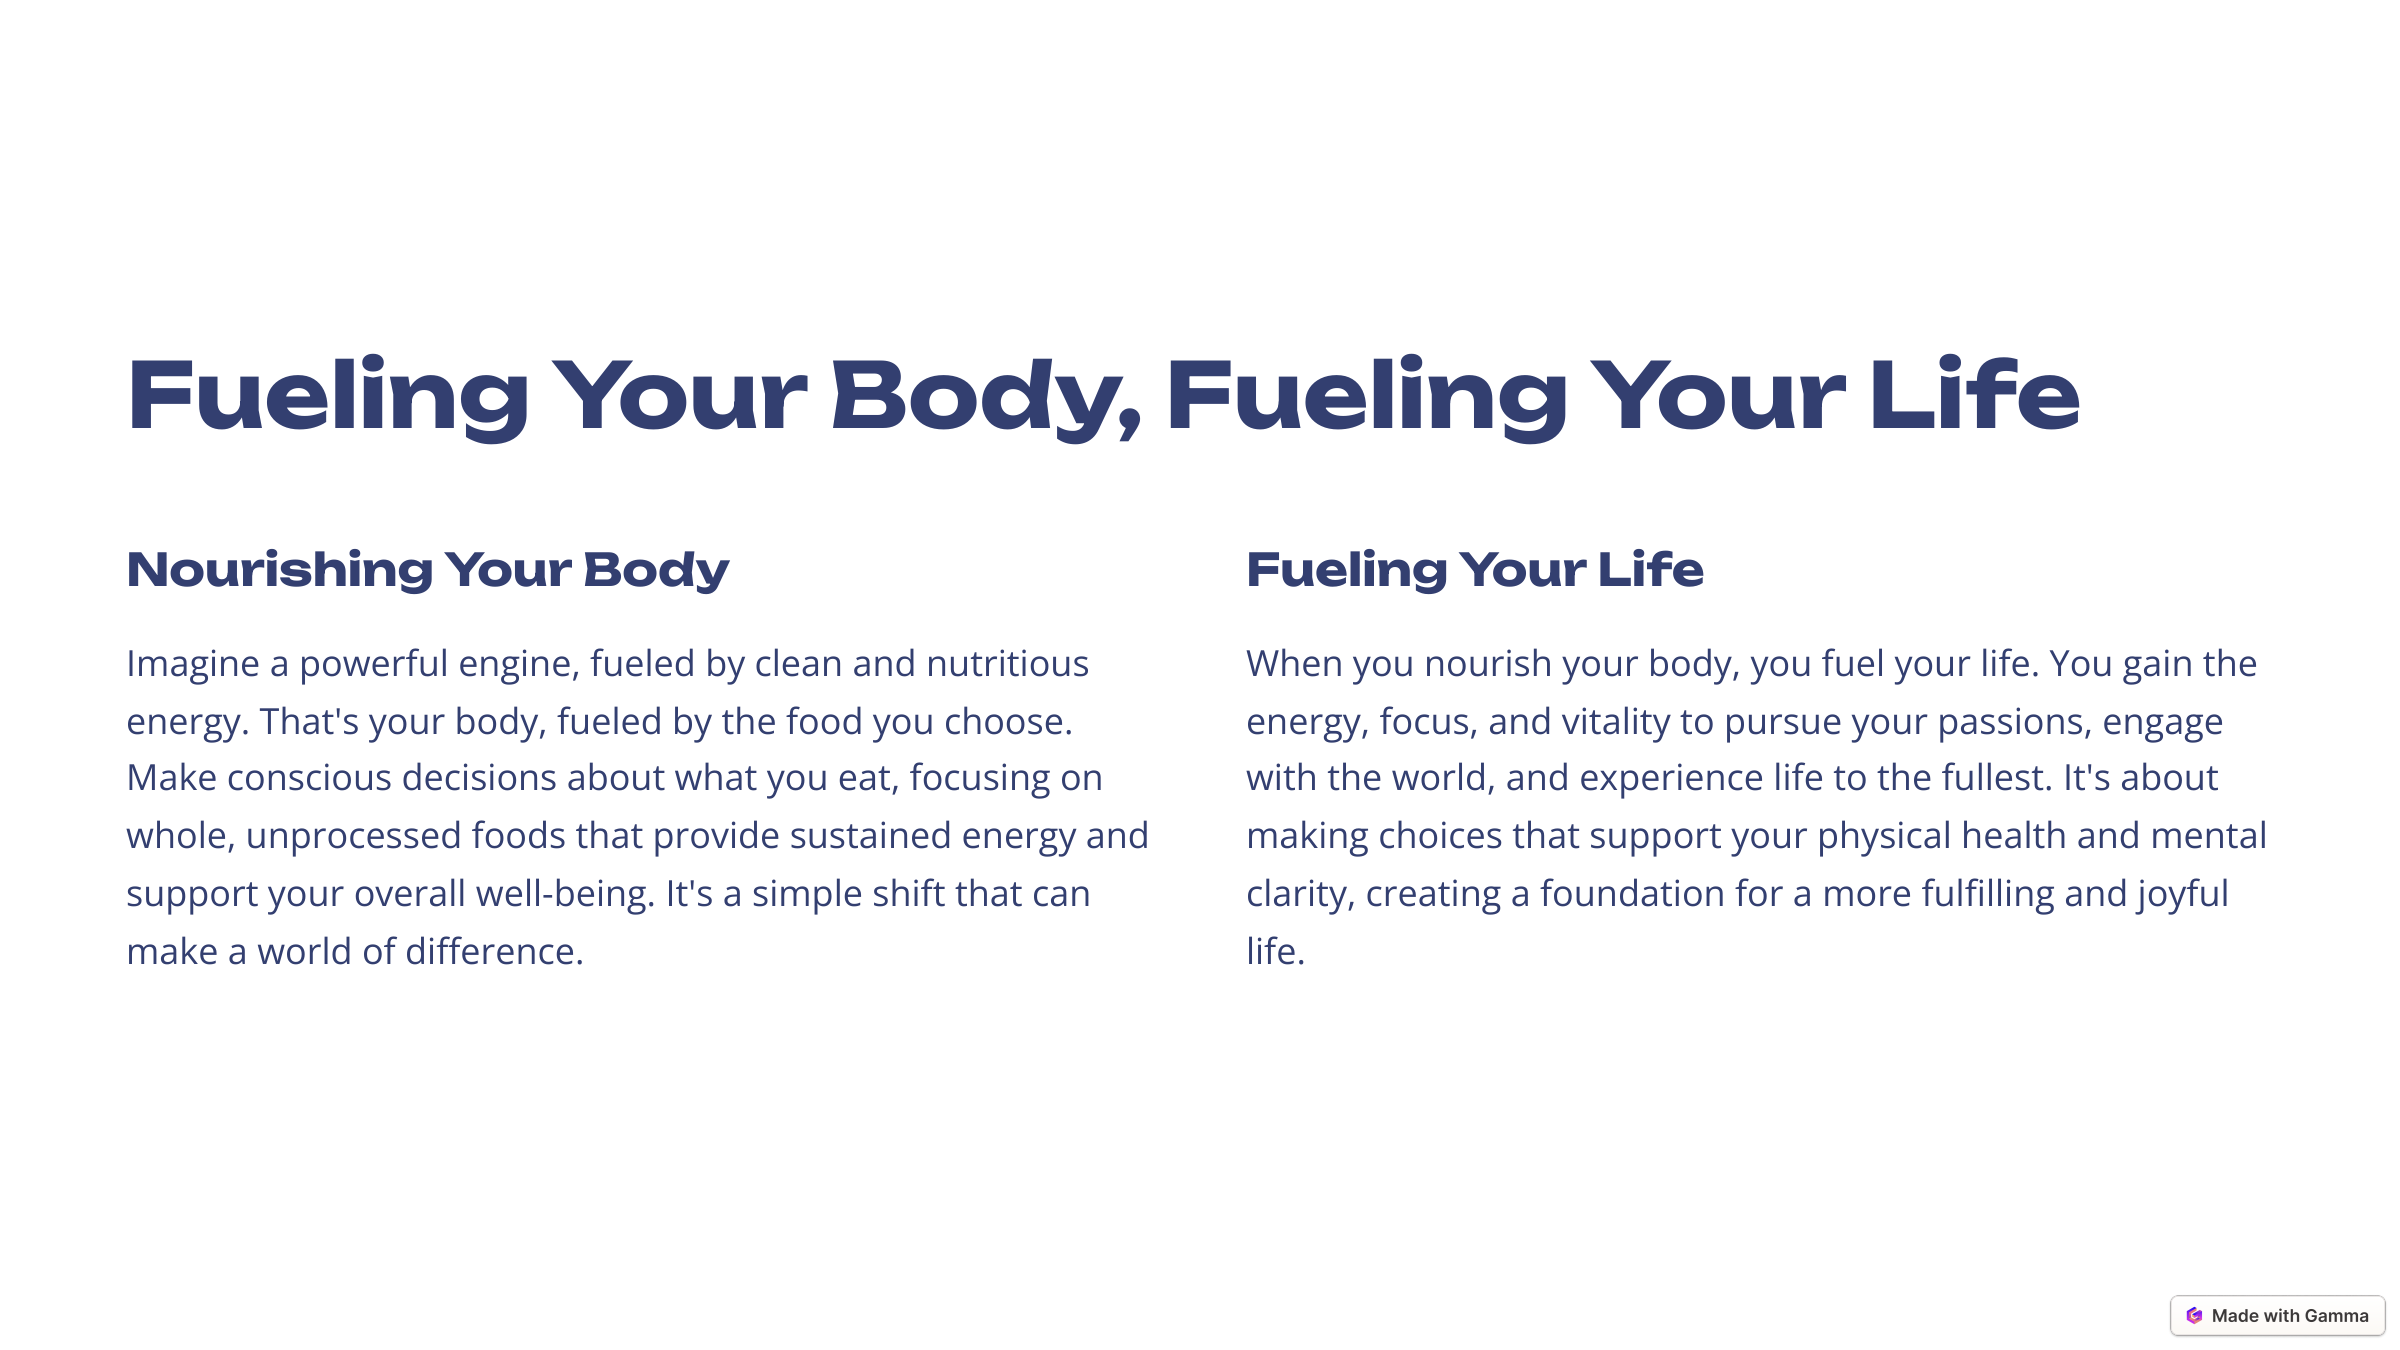 Fueling Your Body, Fueling Your Life
Nourishing Your Body
Imagine a powerful engine, fueled by clean and nutritious
energy. That's your body, fueled by the food you choose.
Make conscious decisions about what you eat, focusing on
whole, unprocessed foods that provide sustained energy and
support your overall well-being. It's a simple shift that can
make a world of difference.
Fueling Your Life
When you nourish your body, you fuel your life. You gain the
energy, focus, and vitality to pursue your passions, engage
with the world, and experience life to the fullest. It's about
making choices that support your physical health and mental
clarity, creating a foundation for a more fulfilling and joyful
life.
Made with Gamma